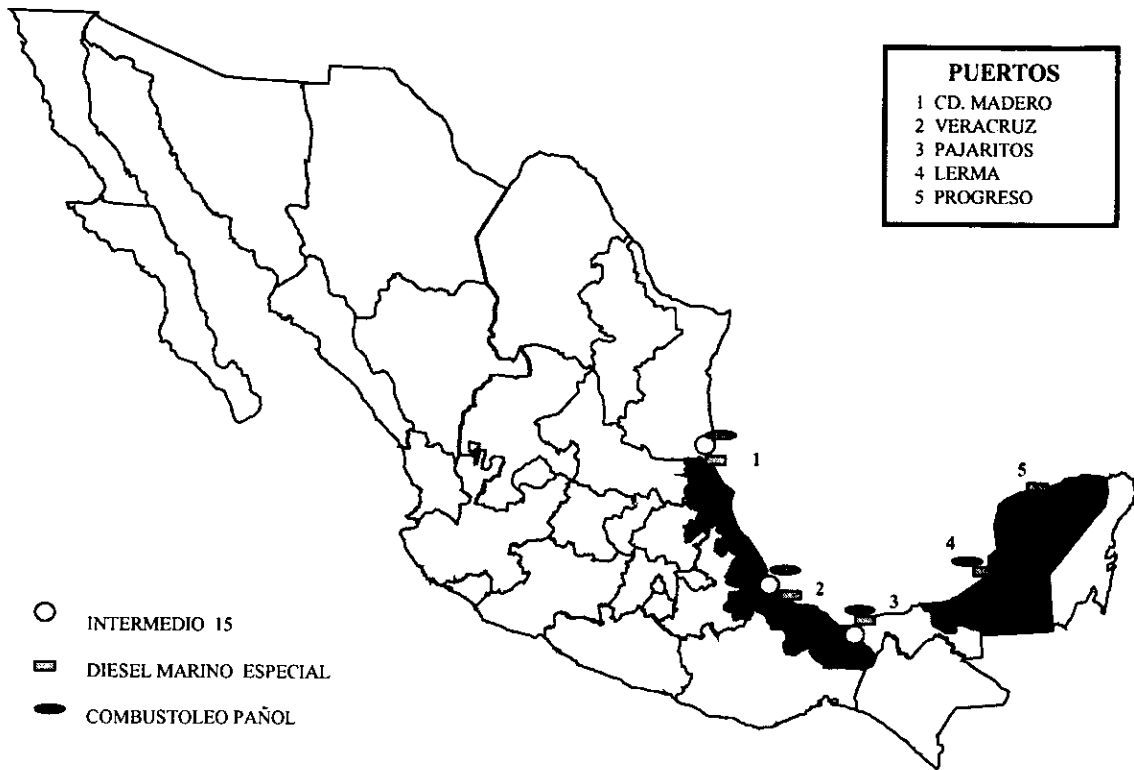 PUERTOS
1 CD. MADERO
2 VERACRUZ
3 PAJARITOS
4 LERMA
5 PROGRESO
1
5
4
2
3
INTERMEDIO 15
DIESEL MARINO ESPECIAL
COMBUSTOLEO PAÑOL